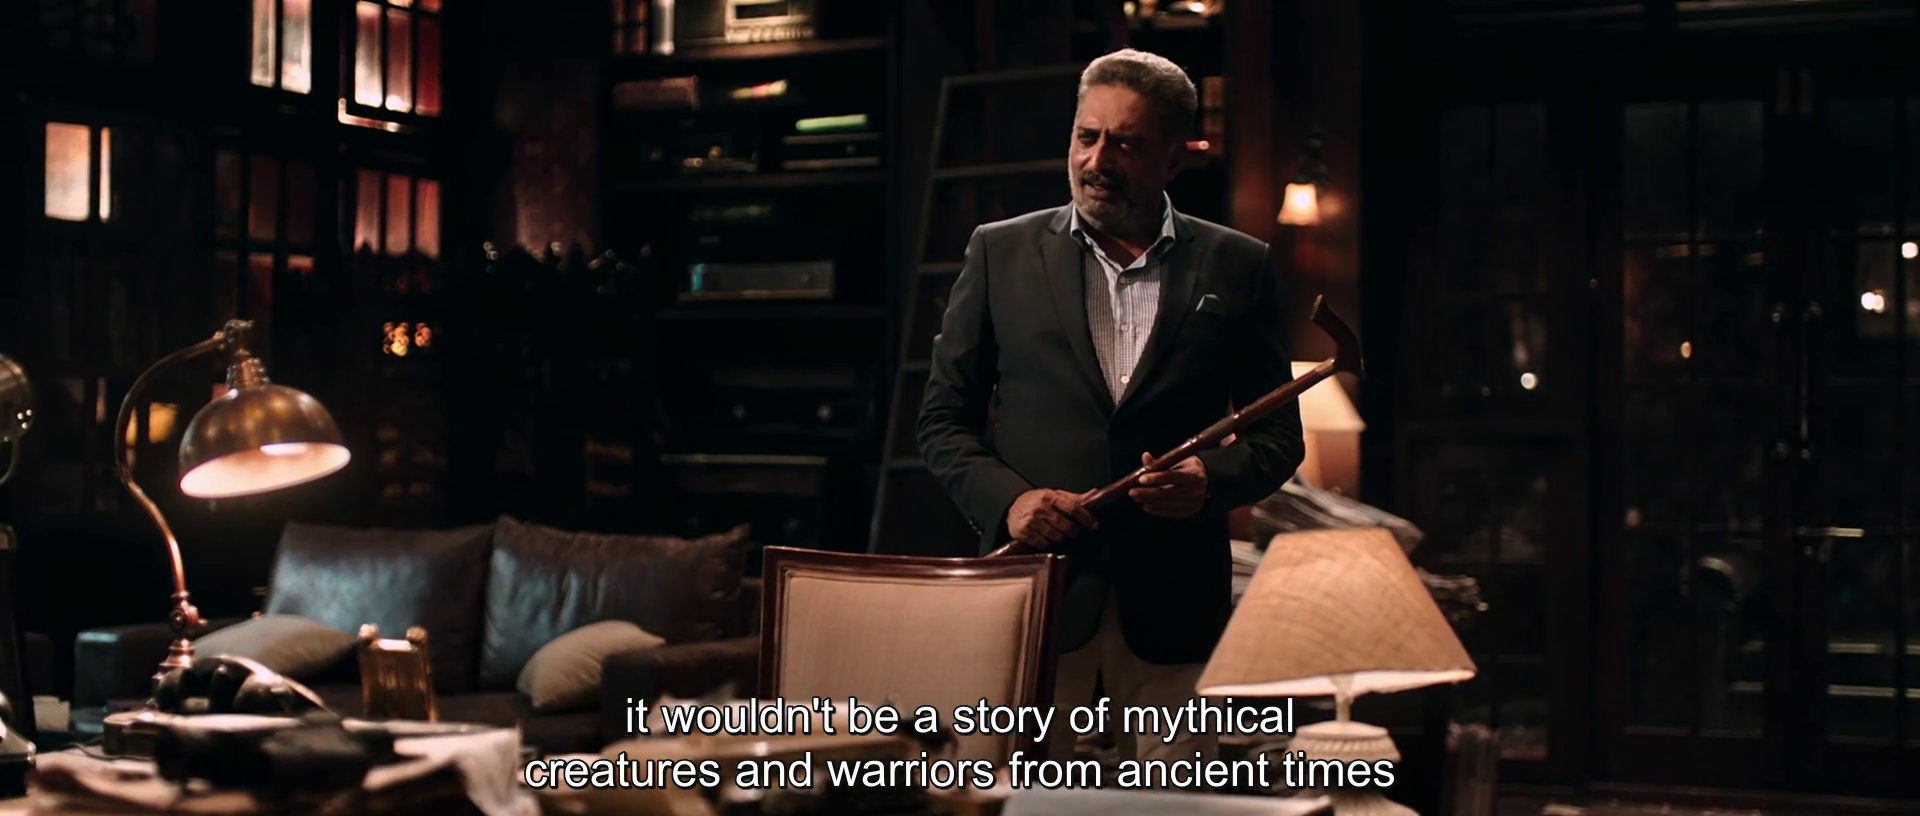 it wouldn't be a story of mythical
creatures and warriors from ancient times